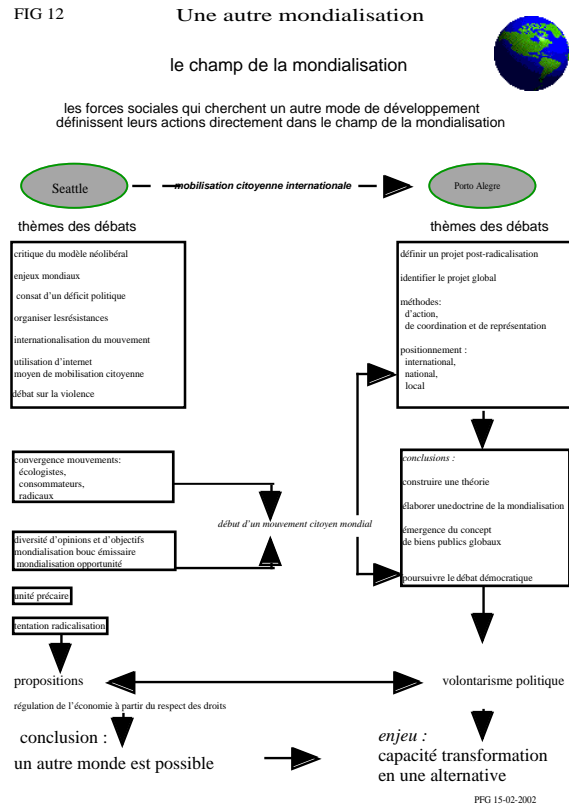 FIG 12
Une autre mondialisation
le champ de la mondialisation
les forces sociales qui cherchent un autre mode de développement
définissent leurs actions directement dans le champ de la mondialisation
Seattle
mobilisation citoyenne internationale
Porto Alegre
thèmes des débats
critique du modèle néolibéral
enjeux mondiaux
consat d'un déficit politique
organiser lesrésistances
internationalisation du mouvement
utilisation d'internet
moyen de mobilisation citoyenne
débat sur la violence
thèmes des débats
définir un projet post-radicalisation
identifier le projet global
méthodes:
d'action,
de coordination et de représentation
positionnement :
international,
national,
local
convergence mouvements:
écologistes,
consommateurs,
radicaux
début d'un mouvement citoyen mondial
diversité d'opinions et d'objectifs
mondialisation bouc émissaire
mondialisation opportunité
unité précaire
tentation radicalisation
conclusions :
construire une théorie
élaborer unedoctrine de la mondialisation
émergence du concept
de biens publics globaux
poursuivre le débat démocratique
propositions
volontarisme politique
régulation de l'économie à partir du respect des droits
conclusion :
un autre monde est possible
enjeu :
capacité transformation
en une alternative
PFG 15-02-2002